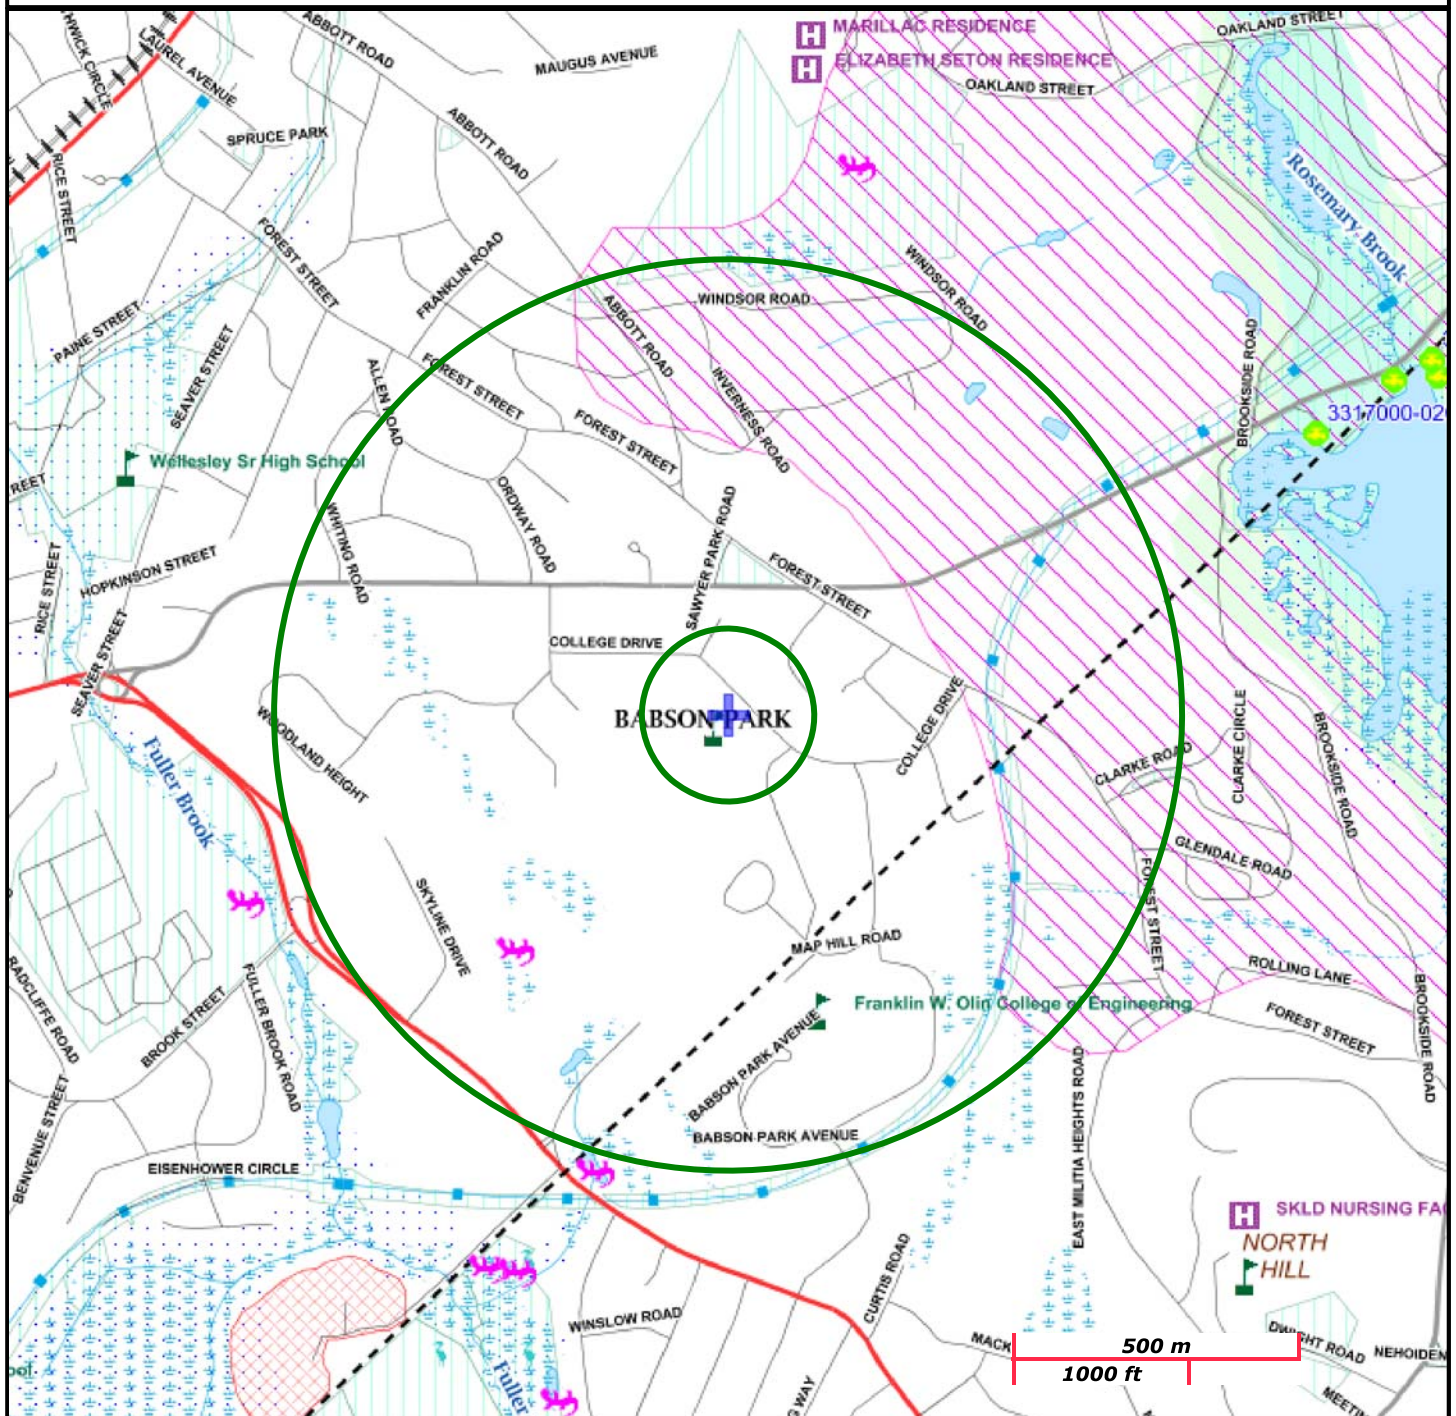 MARILLAC RESIDENCE
ELIZABETH SETON RESIDENCE
OAKLAND STREET
OAKLAND STREET
ABBOTT ROAD
LAUREL AVENUE
MAUGUS AVENUE
SPRUCE PARK
ABBOTT ROAD
RICE STREET
Rosemary Brook
FOREST STREET
FRANKLIN ROAD
WINDSOR ROAD
WINDSOR ROAD
ABBOTT ROAD
PAINE STREET
SEAVER STREET
ALLEN ROAD
FOREST STREET
INVERNESS ROAD
BROOKSIDE ROAD
3317000-02
FOREST STREET
Wellesley Sr High School
ORDWAY ROAD
WHITING ROAD
SAWYER PARK ROAD
HOPKINSON STREET
RICE STREET
FOREST STREET
COLLEGE DRIVE
SEAVER STREET
BABSON PARK
COLLEGE DRIVE
WOODLAND HEIGHT
Fuller Brook
CLARKE ROAD
CLARKE CIRCLE
BROOKSIDE ROAD
GLENDALE ROAD
SKYLINE DRIVE
FOREST STREET
MAP HILL ROAD
ROLLING LANE
RADCLIFFE ROAD
BROOK STREET
FULLER BROOK ROAD
Franklin W. Olin College of Engineering
FOREST STREET
BROOKSIDE ROAD
BABSON PARK AVENUE
BABSON PARK AVENUE
EAST MILITIA HEIGHTS ROAD
BENVENUE STREET
EISENHOWER CIRCLE
SKLD NURSING FA
NORTH
HILL
CURTIS ROAD
WINSLOW ROAD
MACK
DWIGHT ROAD
NEHOIDEN
500 m
1000 ft
Fuller